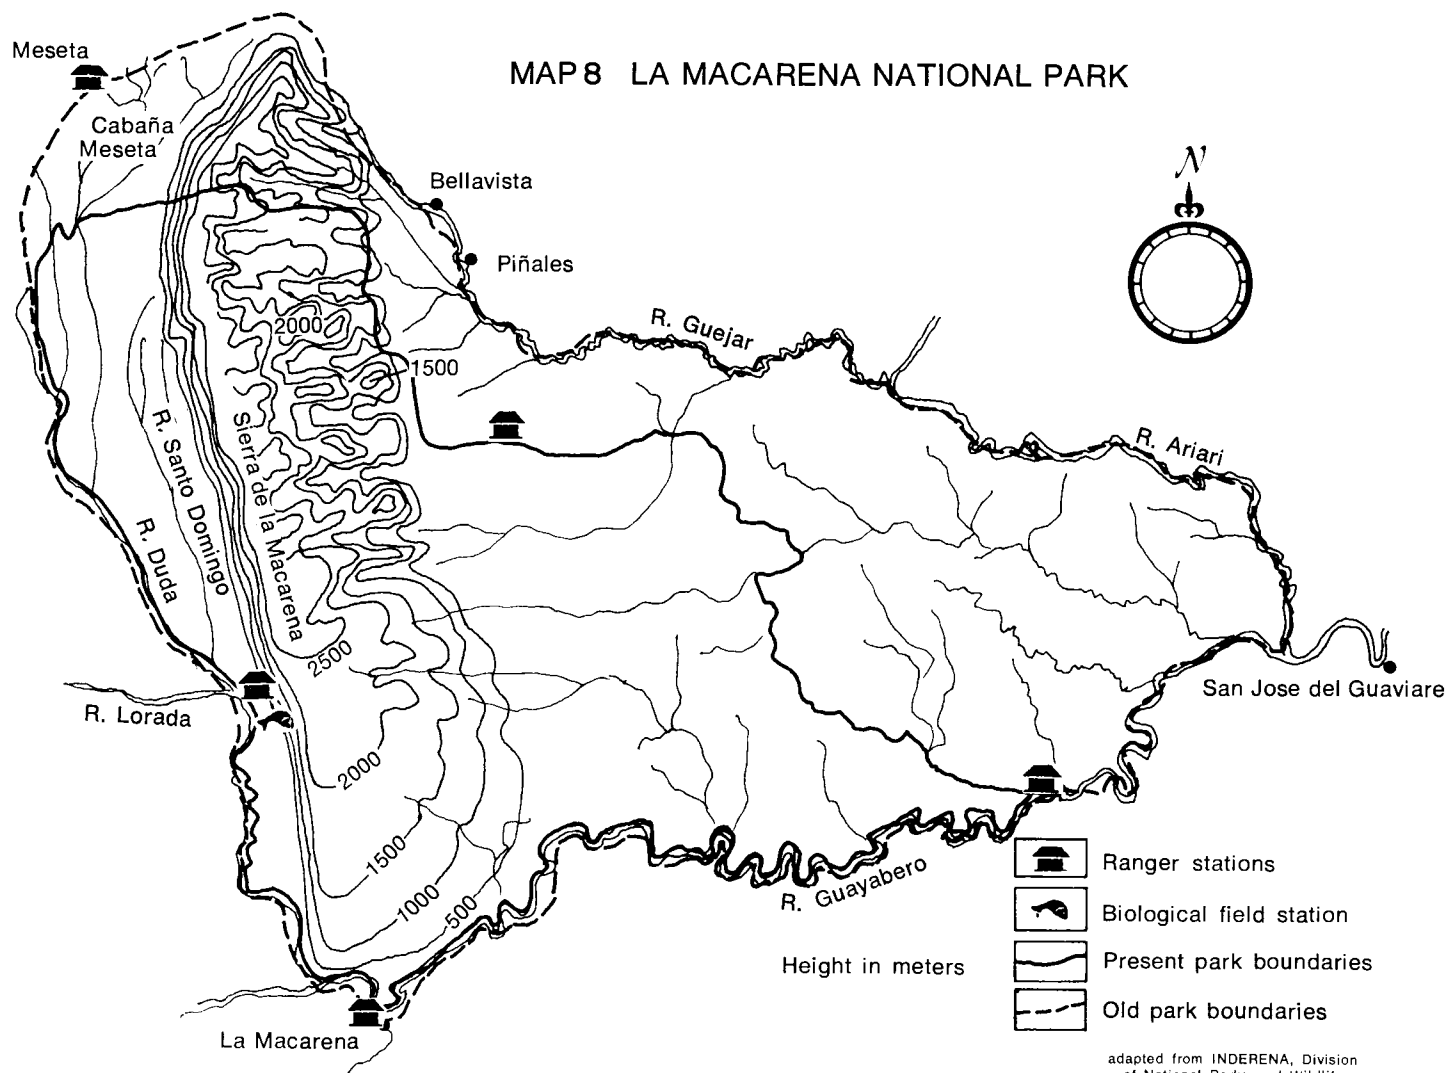 MAP 8 LA MACARENA NATIONAL PARK
Meseta
Cabaña
Meseta
N
Bellavista
Piñales
R. Guejar
2000
1500
R. Santo Domingo
Sierra de la Macarena
R. Ariari
R. Duda
2500
San Jose del Guaviare
R. Lorada
2000
1500
1000
500
R. Guayabero
Ranger stations
Biological field station
Height in meters
Present park boundaries
Old park boundaries
La Macarena
adapted from INDERENA, Division